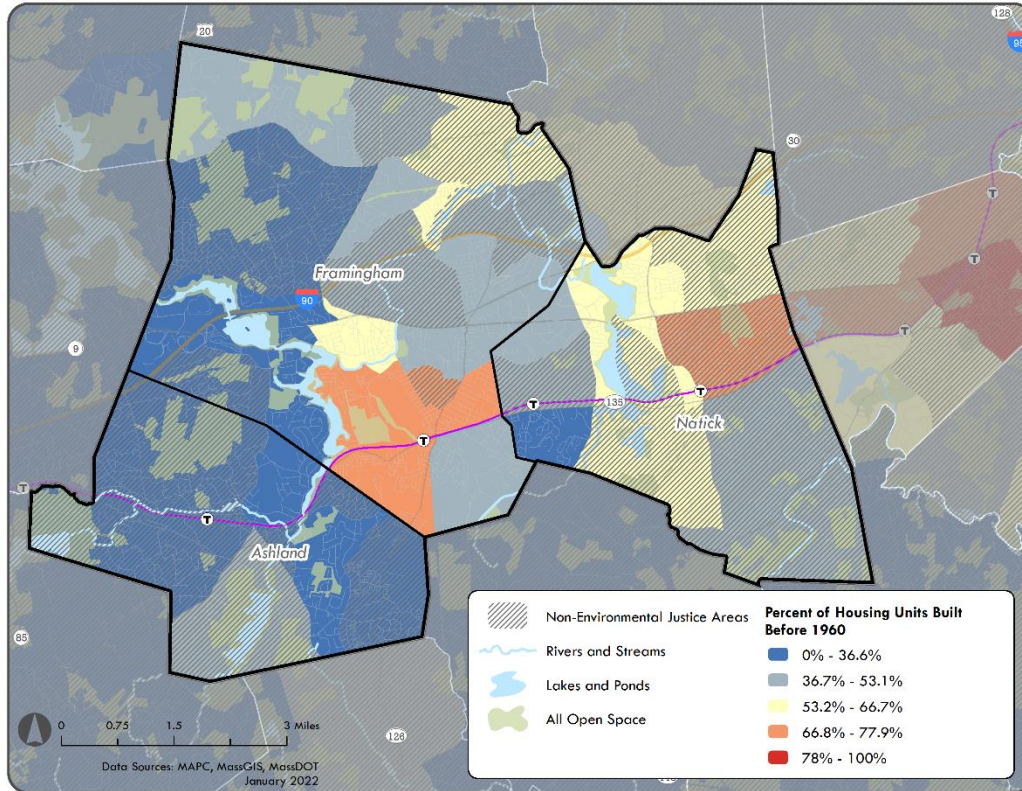 128
20
95
30
Framingham
90
9
T
T
T
T
135
T
Natick
T
T
T
Ashland
85
126
0 0.75 1.5 3 Miles
Data Sources: MAPC, MassGIS, MassDOT
January 2022
Non-Environmental Justice Areas
Rivers and Streams
Lakes and Ponds
All Open Space
Percent of Housing Units Built
Before 1960
0% - 36.6%
36.7% - 53.1%
53.2% - 66.7%
66.8% - 77.9%
78% - 100%